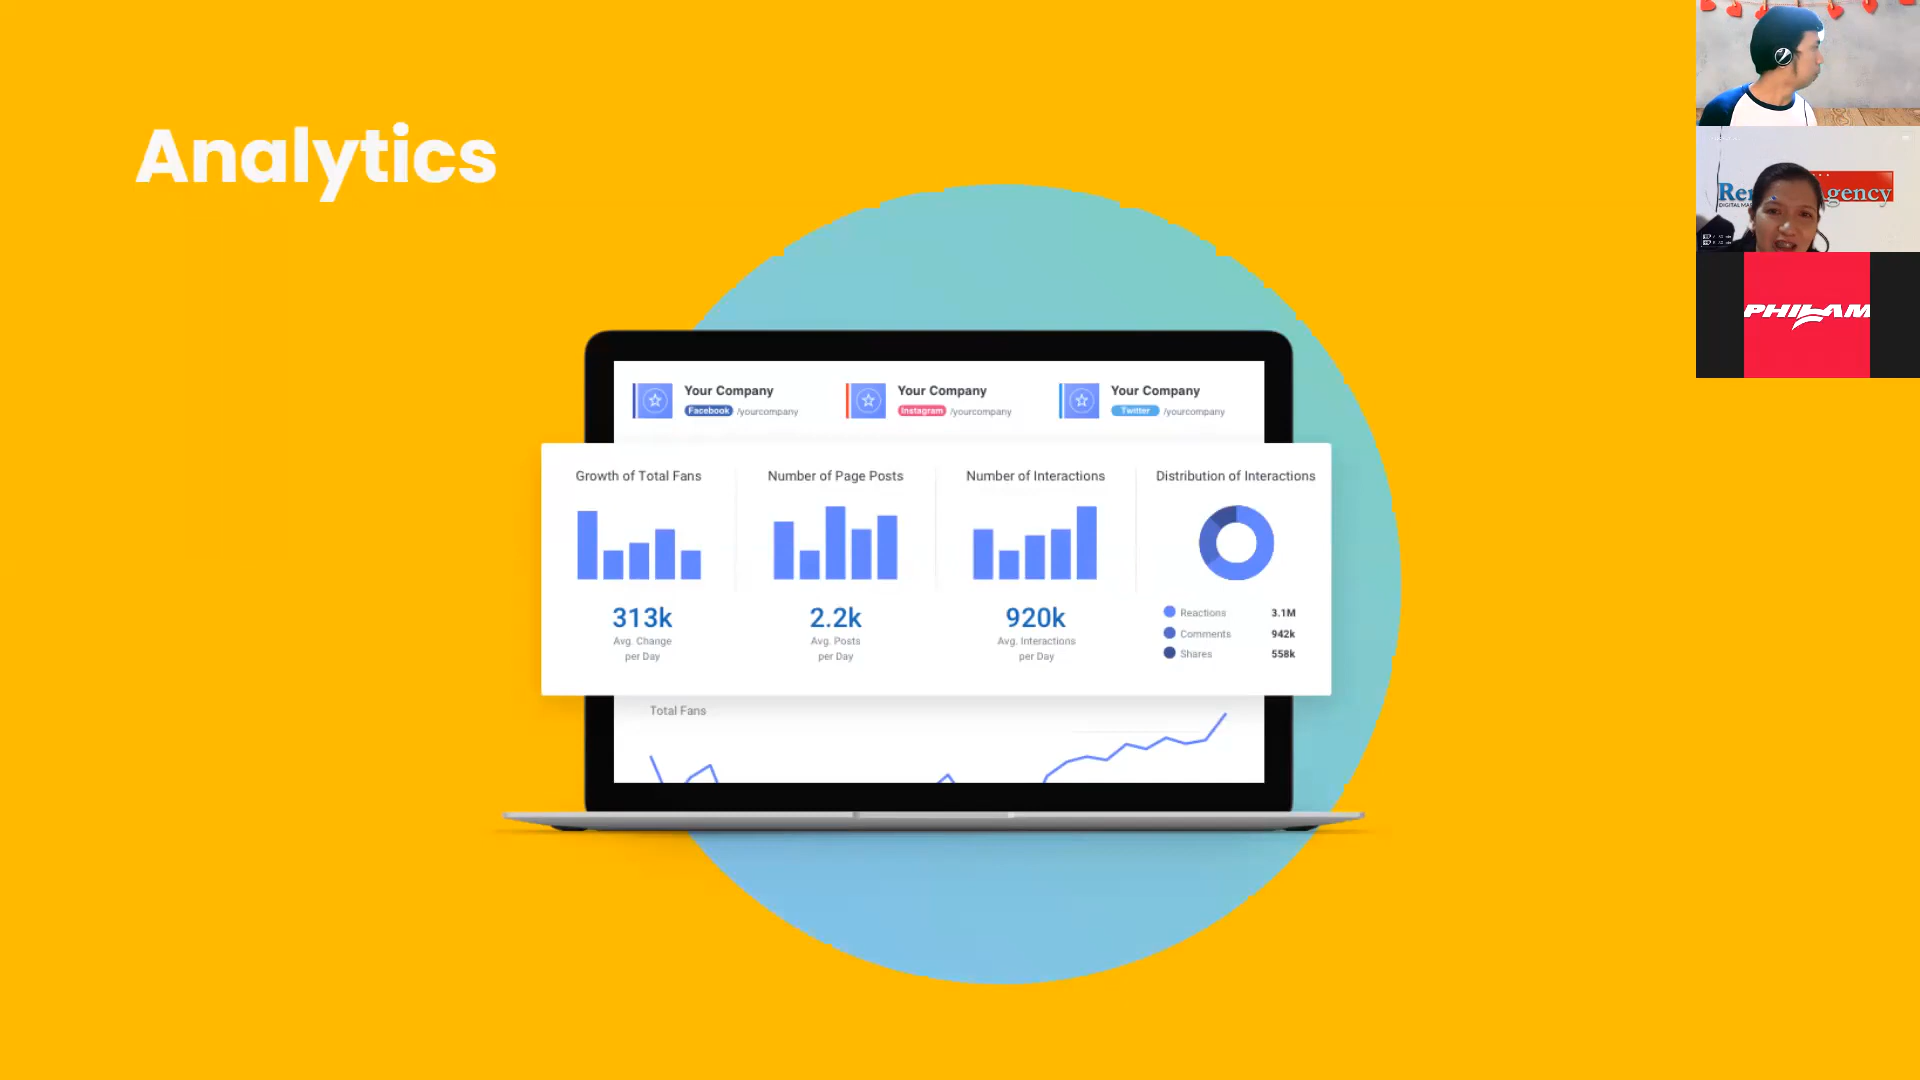 Analytics
Your Company
Facebook /yourcompany
Your Company
Instagram /yourcompany
Your Company
Twitter /yourcompany
Growth of Total Fans
313k
Avg. Change
per Day
Number of Page Posts
2.2k
Avg. Posts
per Day
Number of Interactions
920k
Avg. Interactions
per Day
Distribution of Interactions
Reactions 3.1M
Comments 942k
Shares 558k
Total Fans
gency
PHILAM